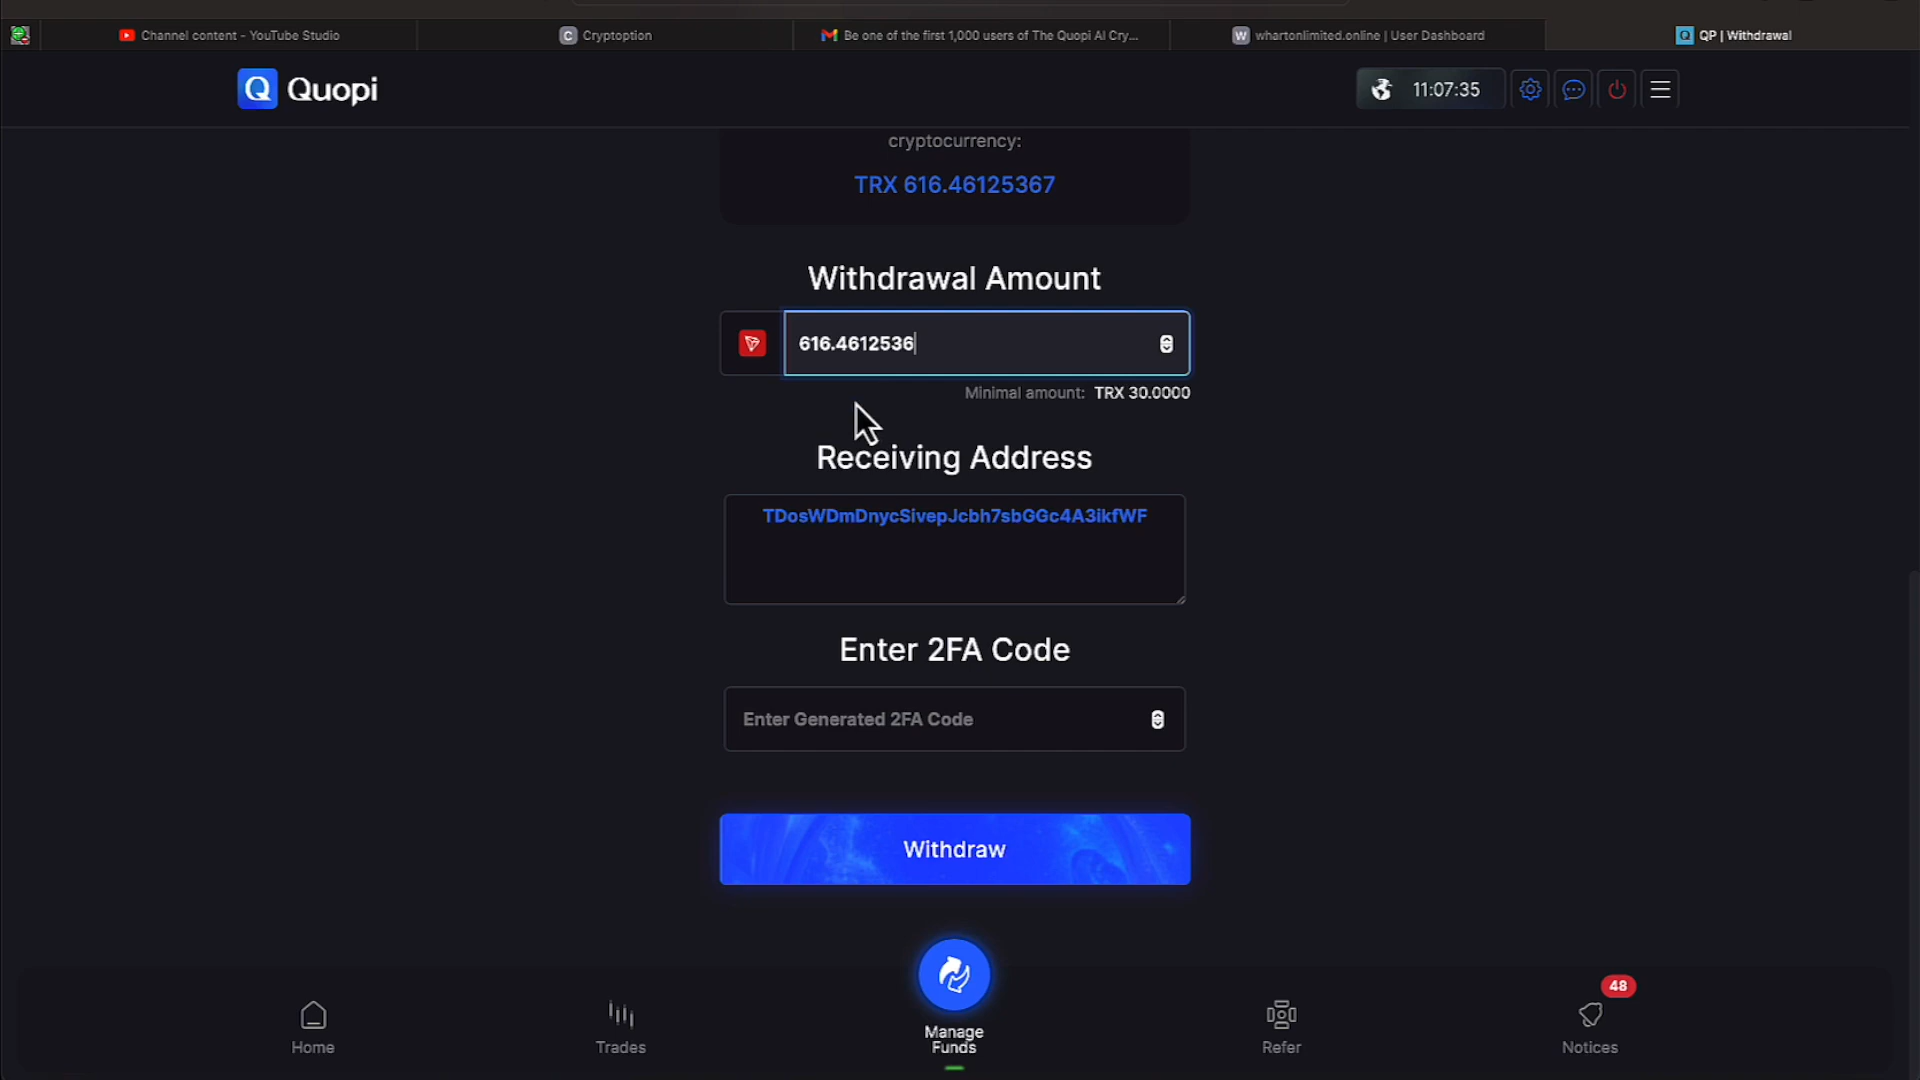 Channel content - YouTube Studio
C Cryptoption
Be one of the first 1,000 users of The Quopi AI Cry...
W whartonlimited.online | User Dashboard
Q QP | Withdrawal
Q Quopi
11:07:35
cryptocurrency:
TRX 616.46125367
Withdrawal Amount
616.4612536
Minimal amount: TRX 30.0000
Receiving Address
TDosWDmDnycSivepJcbh7sbGGc4A3ikfWF
Enter 2FA Code
Enter Generated 2FA Code
Withdraw
Home
Trades
Manage
Funds
Refer
48
Notices